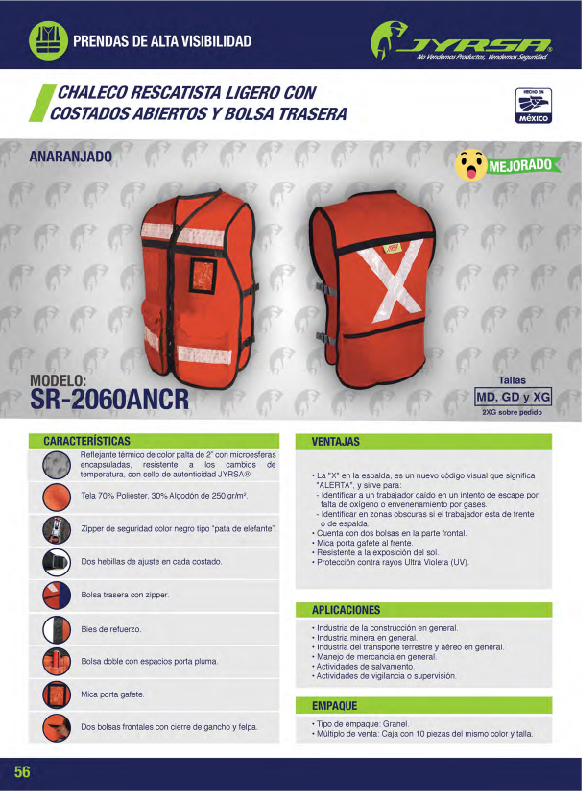 PRENDAS DE ALTA VISIBILIDAD
JYRSA®
No Vendemos Productos, Vendemos Seguridad.
CHALECO RESCATISTA LIGERO CON
COSTADOS ABIERTOS Y BOLSA TRASERA
HECHO EN
MÉXICO
ANARANJADO
MEJORADO
MODELO:
SR-2060ANCR
Tallas
MD, GD y XG
2XG sobre pedido
CARACTERÍSTICAS
Reflejante térmico de color palta de 2" con microesferas
encapsuladas, resistente a los cambios de
temperatura, con sello de autenticidad JYRSA®
Tela 70% Poliester, 30% Algodón de 250gr/m².
Zipper de seguridad color negro tipo "pata de elefante".
Dos hebillas de ajuste en cada costado.
Bolsa trasera con zipper.
Bies de refuerzo.
Bolsa doble con espacios porta pluma.
Mica porta gafete.
Dos bolsas frontales con cierre de gancho y felpa.
VENTAJAS
- La "X" en la espalda, es un nuevo código visual que significa
"ALERTA", y sirve para:
- identificar a un trabajador caído en un intento de escape por
falta de oxígeno o envenenamiento por gases.
- identificar en zonas obscuras si el trabajador esta de frente
o de espalda.
• Cuenta con dos bolsas en la parte frontal.
• Mica porta gafete al frente.
• Resistente a la exposición del sol.
• Protección contra rayos Ultra Violera (UV).
APLICACIONES
• Industria de la construcción en general.
• Industria minera en general.
• Industria del transporte terrestre y aéreo en general.
• Manejo de mercancía en general.
• Actividades de salvamento.
• Actividades de vigilancia o supervisión.
EMPAQUE
• Tipo de empaque: Granel.
• Múltiplo de venta: Caja con 10 piezas del mismo color y talla.
56